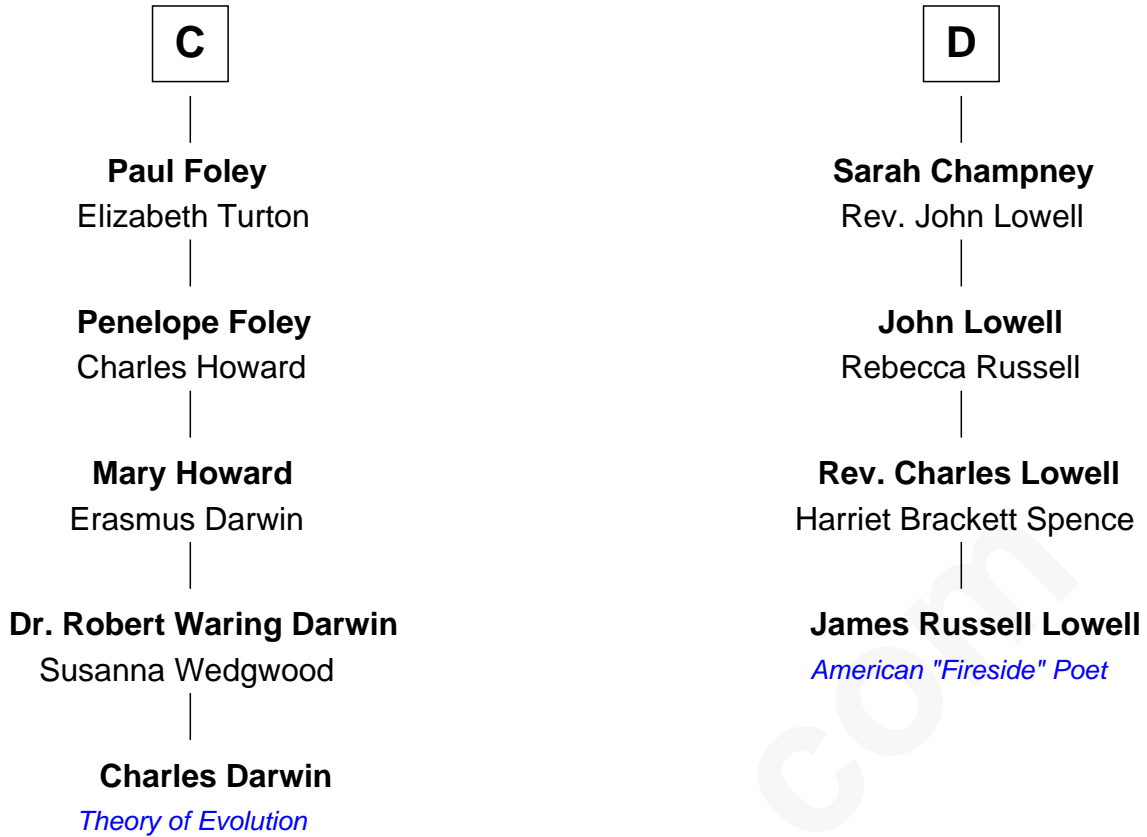 C
Paul Foley
Elizabeth Turton
Penelope Foley
Charles Howard
Mary Howard
Erasmus Darwin
Dr. Robert Waring Darwin
Susanna Wedgwood
Charles Darwin
Theory of Evolution
D
Sarah Champney
Rev. John Lowell
John Lowell
Rebecca Russell
Rev. Charles Lowell
Harriet Brackett Spence
James Russell Lowell
American "Fireside" Poet
com